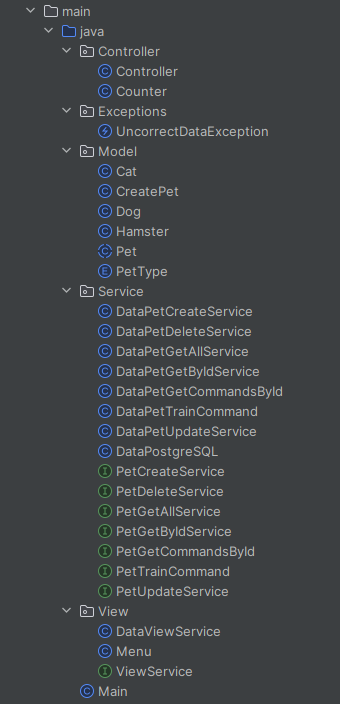 main
java
Controller
Controller
Counter
Exceptions
UncorrectDataException
Model
Cat
CreatePet
Dog
Hamster
Pet
PetType
Service
DataPetCreateService
DataPetDeleteService
DataPetGetAllService
DataPetGetByIdService
DataPetGetCommandsById
DataPetTrainCommand
DataPetUpdateService
DataPostgreSQL
PetCreateService
PetDeleteService
PetGetAllService
PetGetByIdService
PetGetCommandsById
PetTrainCommand
PetUpdateService
View
DataViewService
Menu
ViewService
Main